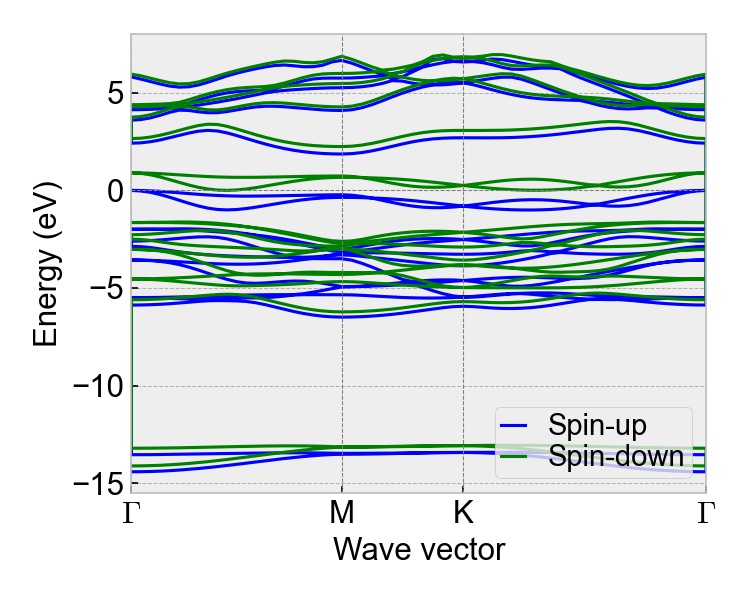 5
0
−5
−10
−15
Energy (eV)
Spin-up
Spin-down
Γ M K Γ
Wave vector